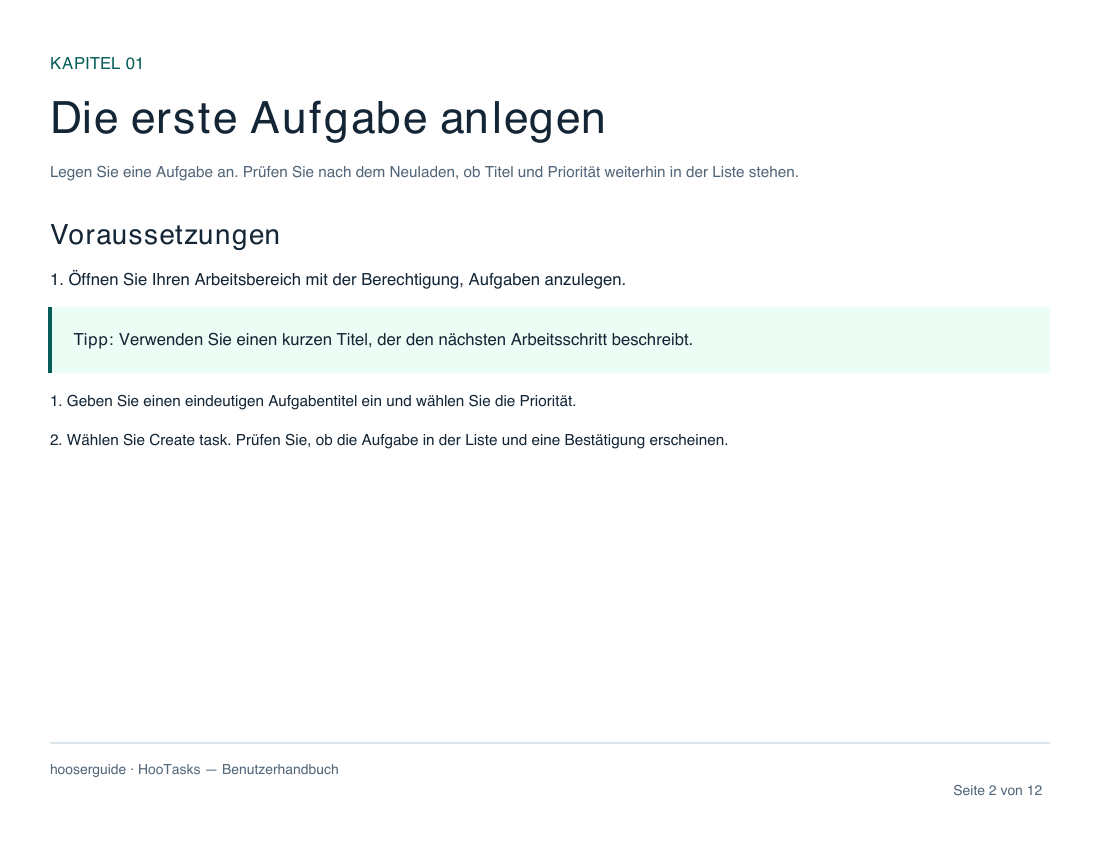 KAPITEL 01
Die erste Aufgabe anlegen
Legen Sie eine Aufgabe an. Prüfen Sie nach dem Neuladen, ob Titel und Priorität weiterhin in der Liste stehen.
Voraussetzungen
1. Öffnen Sie Ihren Arbeitsbereich mit der Berechtigung, Aufgaben anzulegen.
Tipp: Verwenden Sie einen kurzen Titel, der den nächsten Arbeitsschritt beschreibt.
1. Geben Sie einen eindeutigen Aufgabentitel ein und wählen Sie die Priorität.
2. Wählen Sie Create task. Prüfen Sie, ob die Aufgabe in der Liste und eine Bestätigung erscheinen.
hooserguide · HooTasks — Benutzerhandbuch
Seite 2 von 12